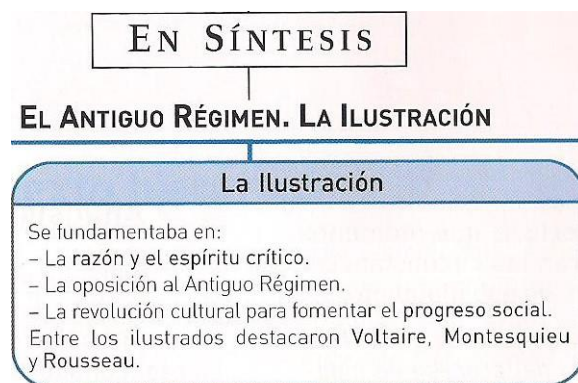 EN SÍNTESIS
EL ANTIGUO RÉGIMEN. LA ILUSTRACIÓN
La Ilustración
Se fundamentaba en:
– La razón y el espíritu crítico.
– La oposición al Antiguo Régimen.
– La revolución cultural para fomentar el progreso social.
Entre los ilustrados destacaron Voltaire, Montesquieu
y Rousseau.